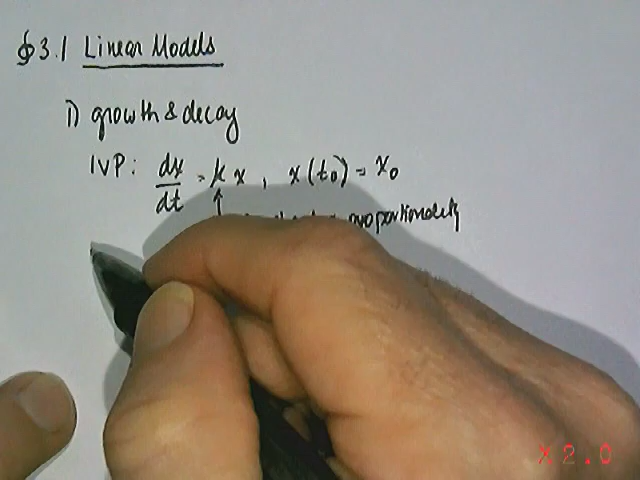 §3.1 Linear Models
1) growth & decay
IVP: dx/dt = kx, x(t₀) = x₀
↑
proportionality
X2.0